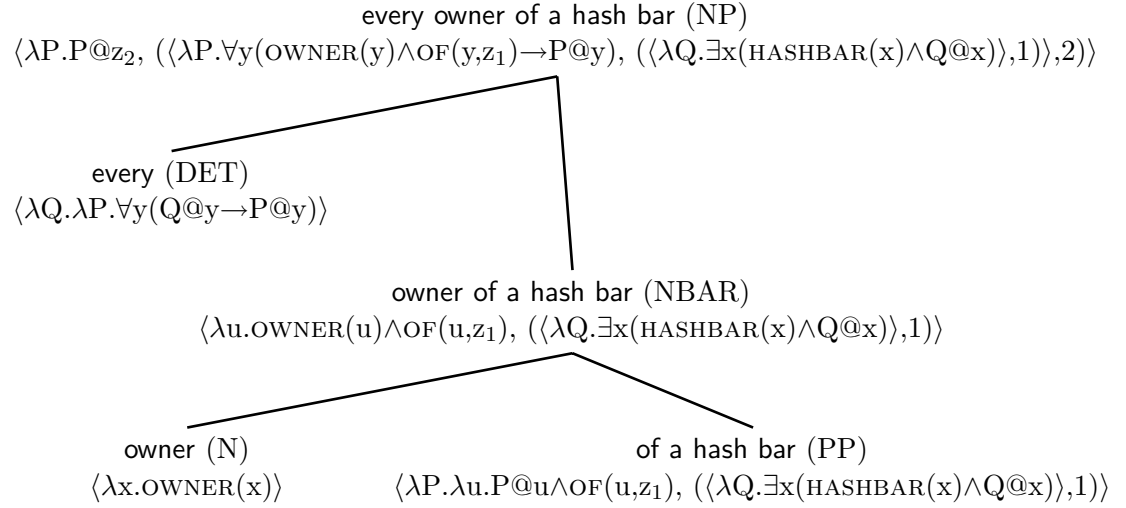 every owner of a hash bar (NP)
⟨λP.P@z₂, (⟨λP.∀y(OWNER(y)∧OF(y,z₁)→P@y), (⟨λQ.∃x(HASHBAR(x)∧Q@x)⟩,1)⟩,2)⟩
every (DET)
⟨λQ.λP.∀y(Q@y→P@y)⟩
owner of a hash bar (NBAR)
⟨λu.OWNER(u)∧OF(u,z₁), (⟨λQ.∃x(HASHBAR(x)∧Q@x)⟩,1)⟩
owner (N)
of a hash bar (PP)
⟨λx.OWNER(x)⟩
⟨λP.λu.P@u∧OF(u,z₁), (⟨λQ.∃x(HASHBAR(x)∧Q@x)⟩,1)⟩